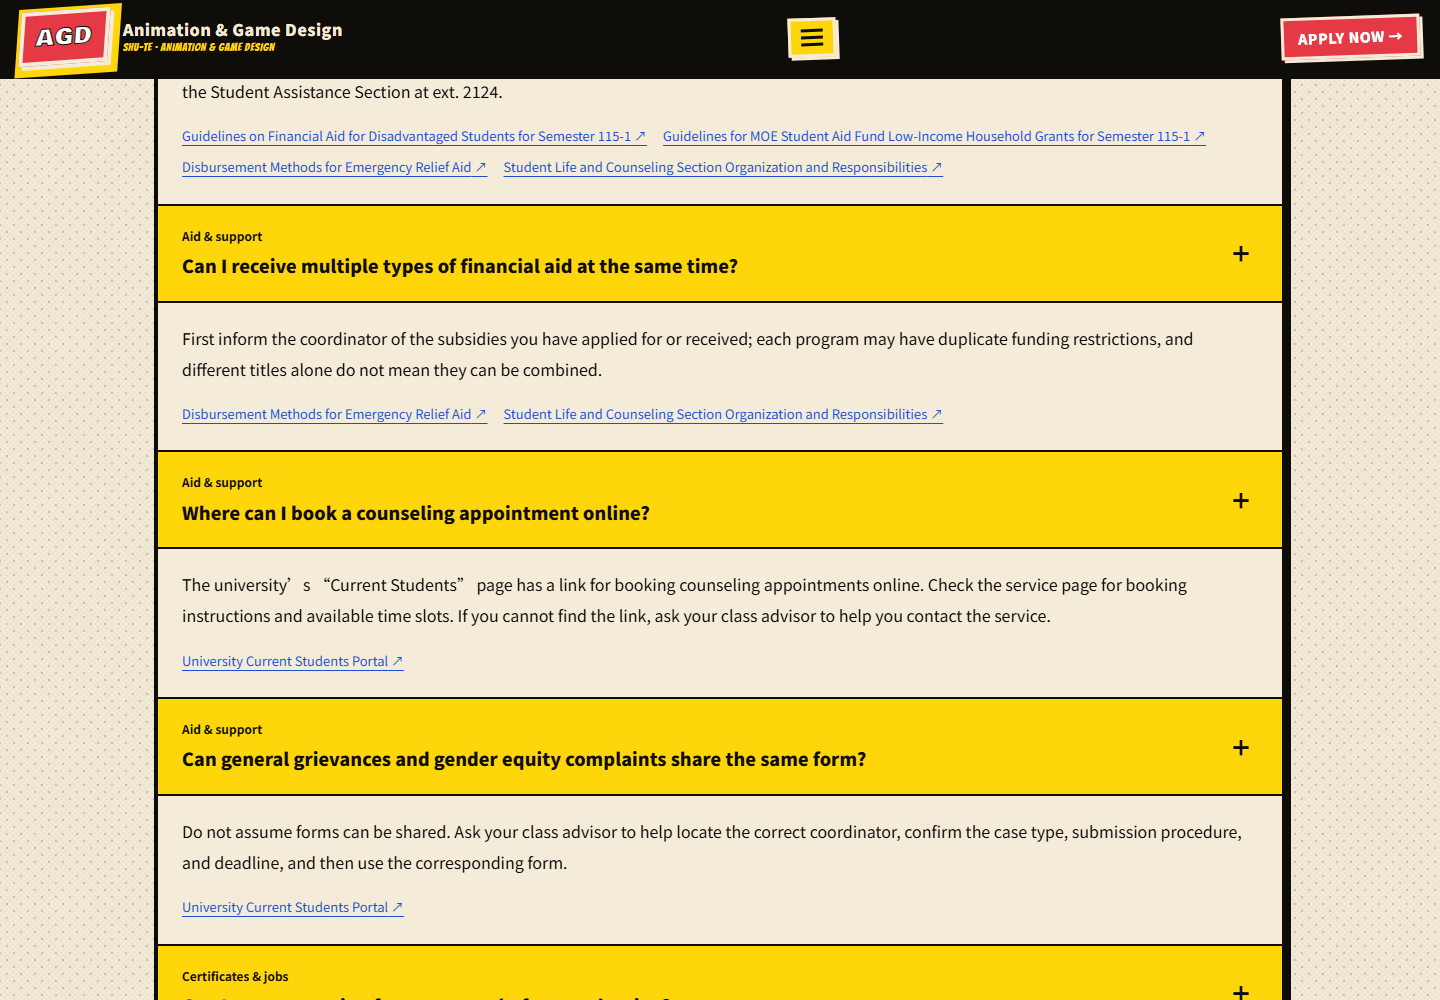 AGD
Animation & Game Design
SHU-TE · ANIMATION & GAME DESIGN
APPLY NOW →
the Student Assistance Section at ext. 2124.
Guidelines on Financial Aid for Disadvantaged Students for Semester 115-1 ↗ Guidelines for MOE Student Aid Fund Low-Income Household Grants for Semester 115-1 ↗
Disbursement Methods for Emergency Relief Aid ↗ Student Life and Counseling Section Organization and Responsibilities ↗
Aid & support
Can I receive multiple types of financial aid at the same time?
+
First inform the coordinator of the subsidies you have applied for or received; each program may have duplicate funding restrictions, and
different titles alone do not mean they can be combined.
Disbursement Methods for Emergency Relief Aid ↗ Student Life and Counseling Section Organization and Responsibilities ↗
Aid & support
Where can I book a counseling appointment online?
+
The university’s “Current Students” page has a link for booking counseling appointments online. Check the service page for booking
instructions and available time slots. If you cannot find the link, ask your class advisor to help you contact the service.
University Current Students Portal ↗
Aid & support
Can general grievances and gender equity complaints share the same form?
+
Do not assume forms can be shared. Ask your class advisor to help locate the correct coordinator, confirm the case type, submission procedure,
and deadline, and then use the corresponding form.
University Current Students Portal ↗
Certificates & jobs
+